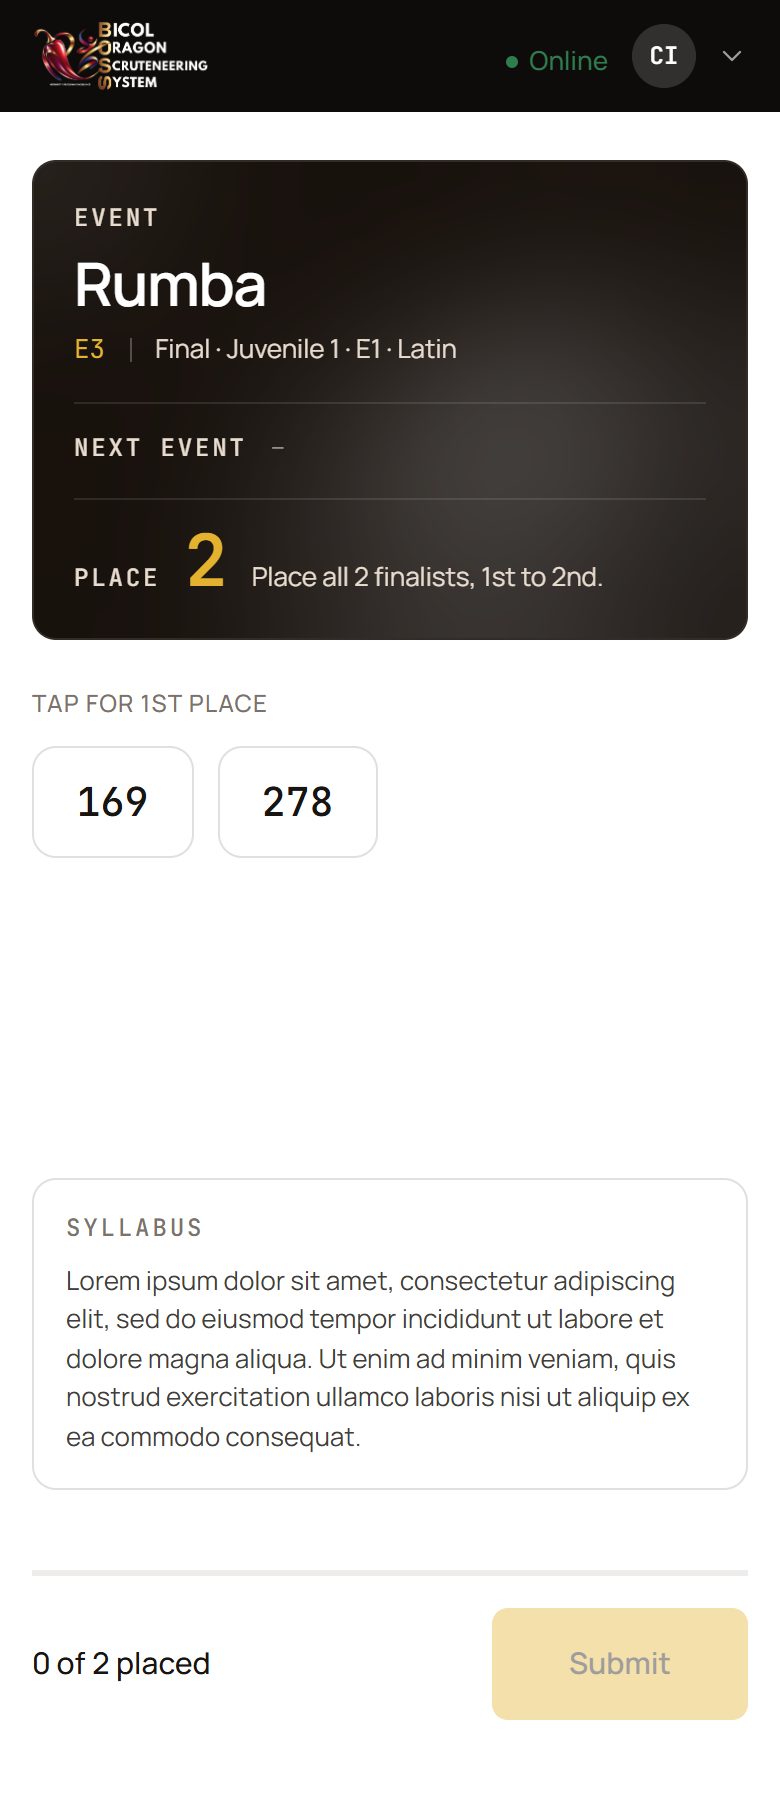 BICOL
DRAGON
SCRUTENEERING
SYSTEM
Online
CI
EVENT
Rumba
E3 | Final · Juvenile 1 · E1 · Latin
NEXT EVENT –
PLACE 2 Place all 2 finalists, 1st to 2nd.
TAP FOR 1ST PLACE
169 278
SYLLABUS
Lorem ipsum dolor sit amet, consectetur adipiscing
elit, sed do eiusmod tempor incididunt ut labore et
dolore magna aliqua. Ut enim ad minim veniam, quis
nostrud exercitation ullamco laboris nisi ut aliquip ex
ea commodo consequat.
0 of 2 placed
Submit